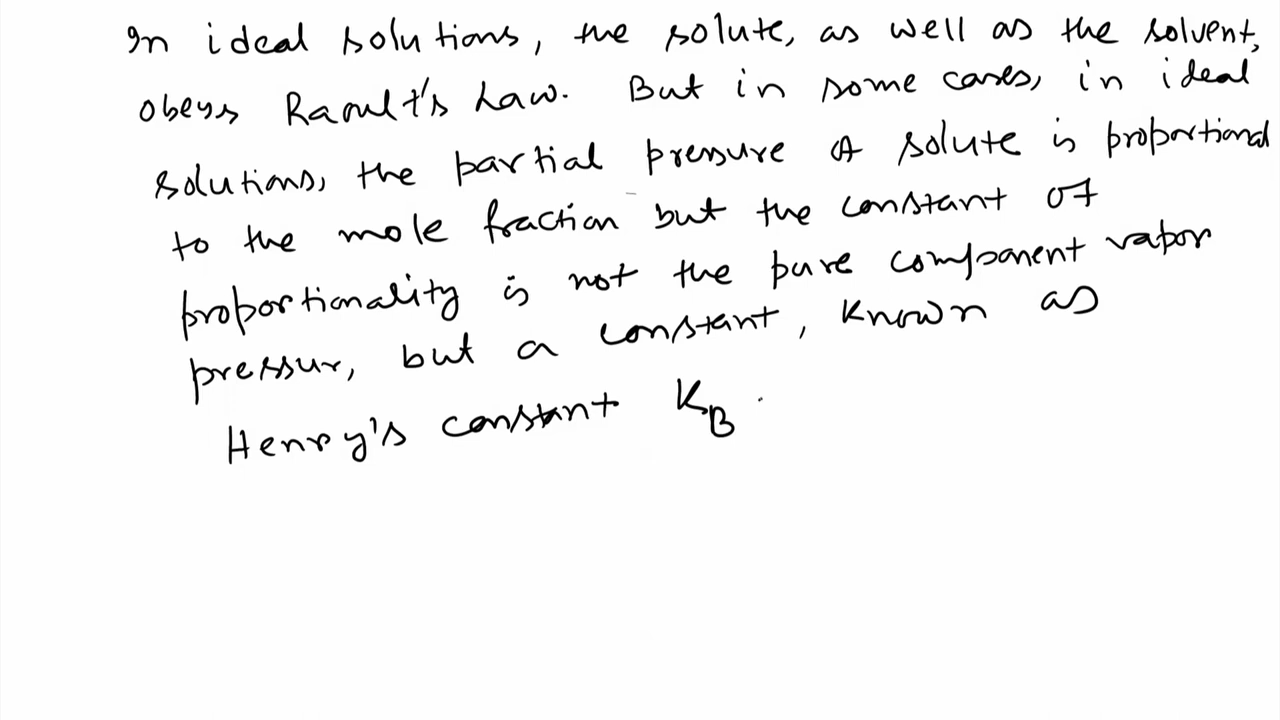 In ideal solutions, the solute, as well as the solvent,
obeys Raoult's Law. But in some cases, in ideal
solutions, the partial pressure of solute is proportional
to the mole fraction but the constant of
proportionality is not the pure component vapor
pressur, but a constant, known as
Henry's constant KB.